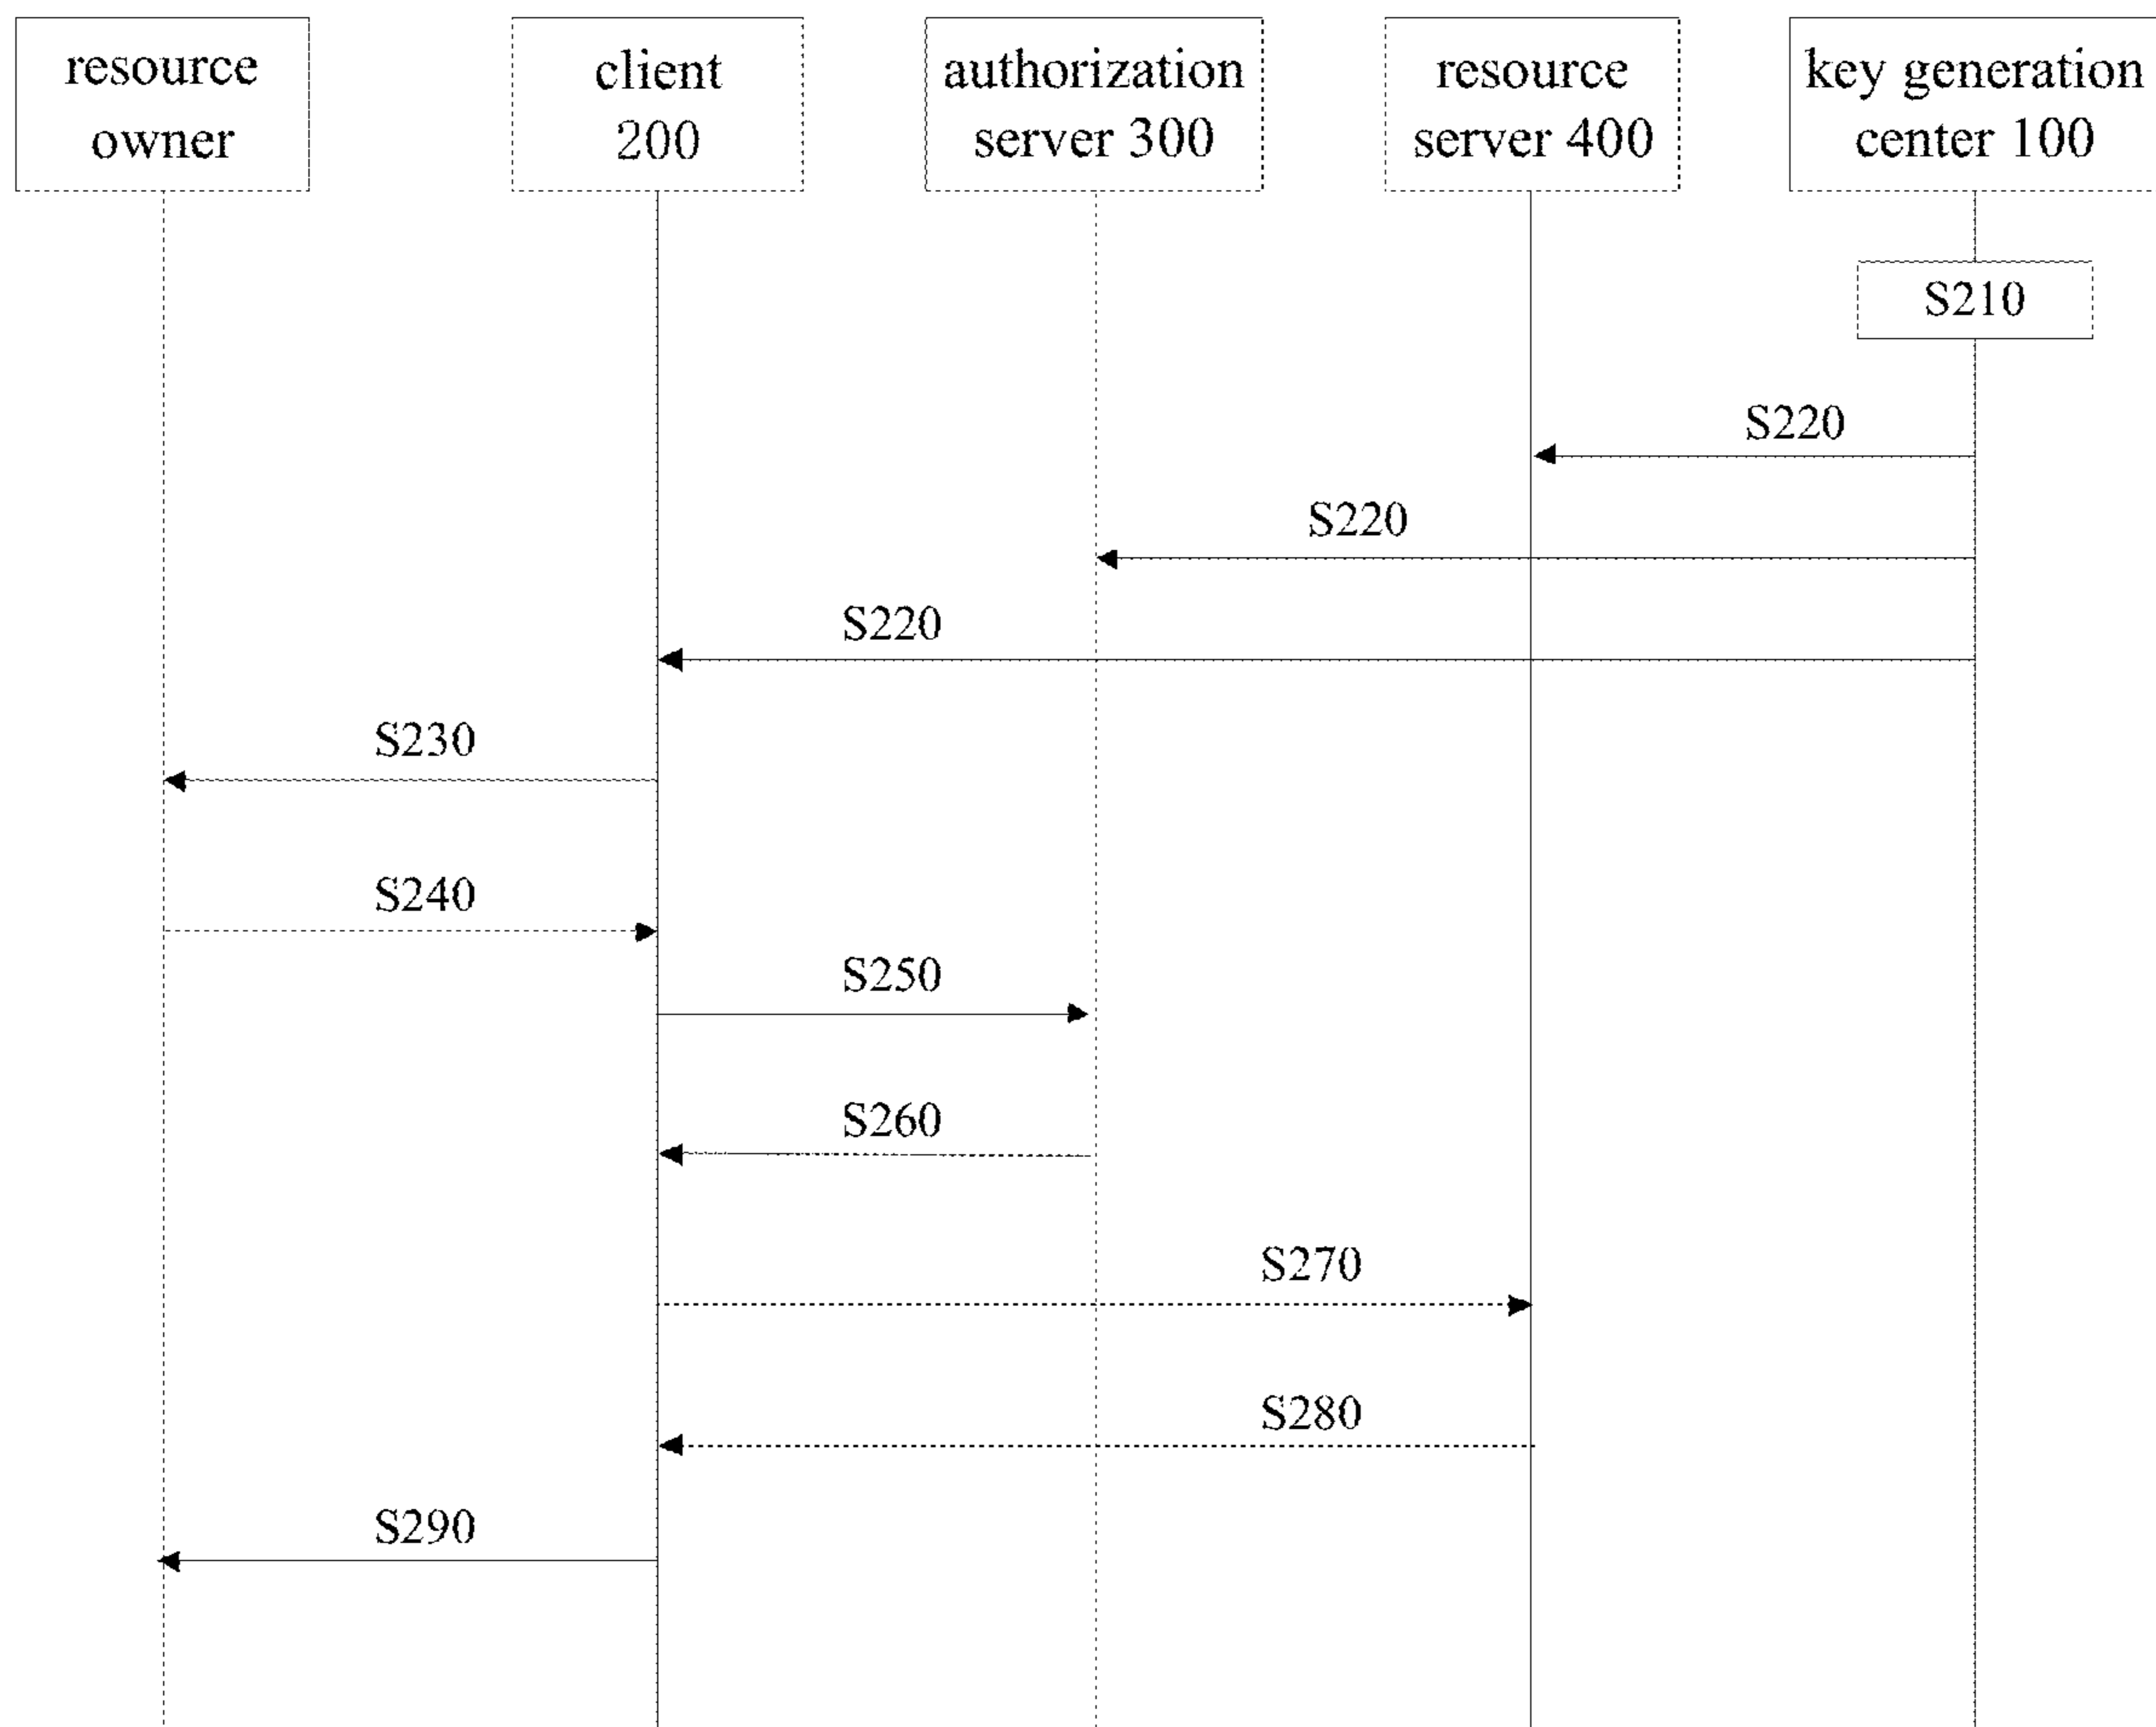 resource
owner
client
200
authorization
server 300
resource
server 400
key generation
center 100
S210
S220
S220
S220
S230
S240
S250
S260
S270
S280
S290